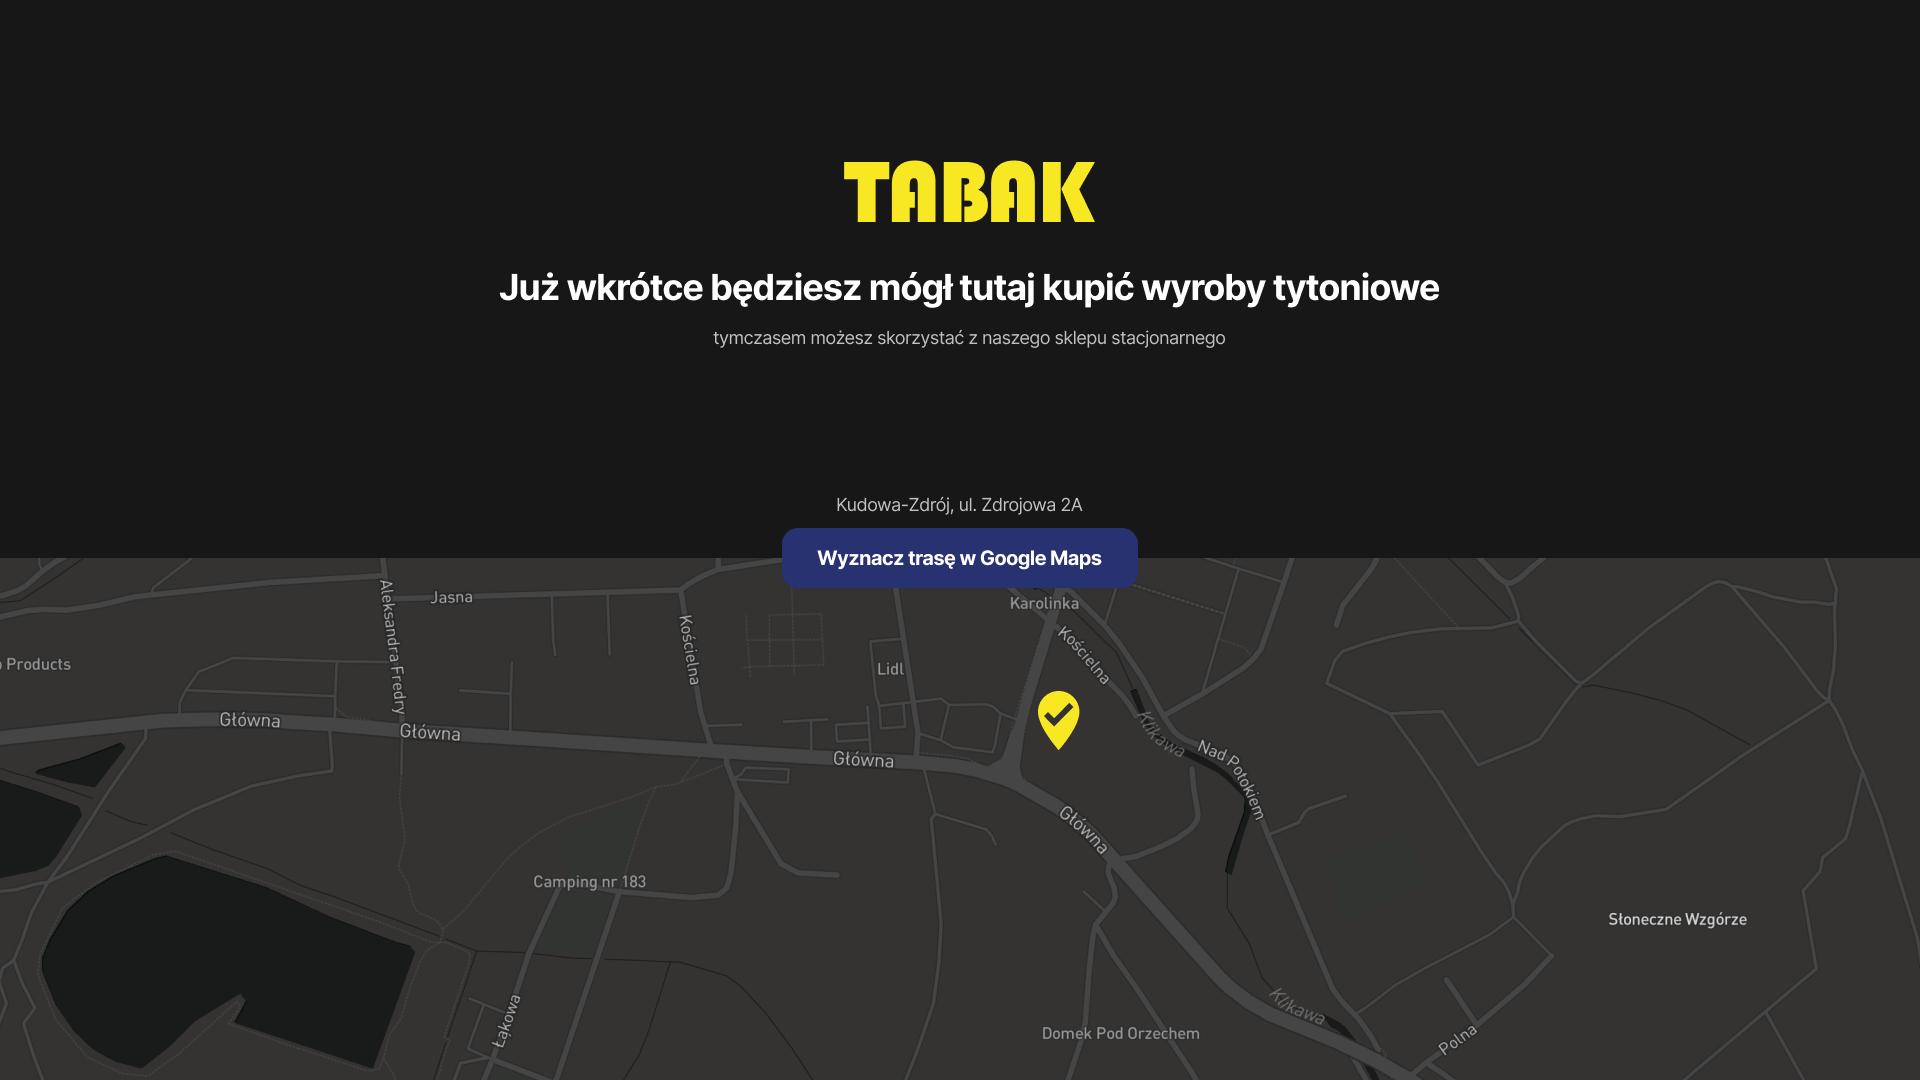 TABAK
Już wkrótce będziesz mógł tutaj kupić wyroby tytoniowe
tymczasem możesz skorzystać z naszego sklepu stacjonarnego
Kudowa-Zdrój, ul. Zdrojowa 2A
Wyznacz trasę w Google Maps
Jasna
Karolinka
Aleksandra Fredry
Kościelna
Kościelna
Products
Lidl
Główna
Główna
Główna
Klikawa
Nad Potokiem
Główna
Camping nr 183
Słoneczne Wzgórze
Łąkowa
Klikawa
Domek Pod Orzechem
Polna